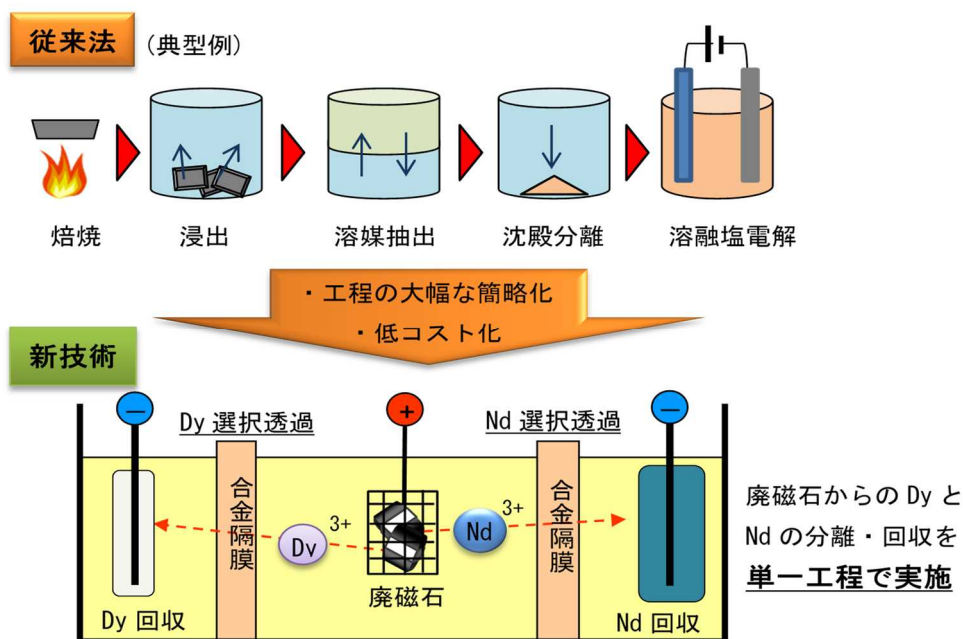 従来法 (典型例)
焙焼
浸出
溶媒抽出
沈殿分離
溶融塩電解
・工程の大幅な簡略化
・低コスト化
新技術
−
+
−
Dy 選択透過
Nd 選択透過
合金隔膜
合金隔膜
Dy 3+
Nd 3+
廃磁石
Dy 回収
Nd 回収
廃磁石からの Dy と
Nd の分離・回収を
単一工程で実施